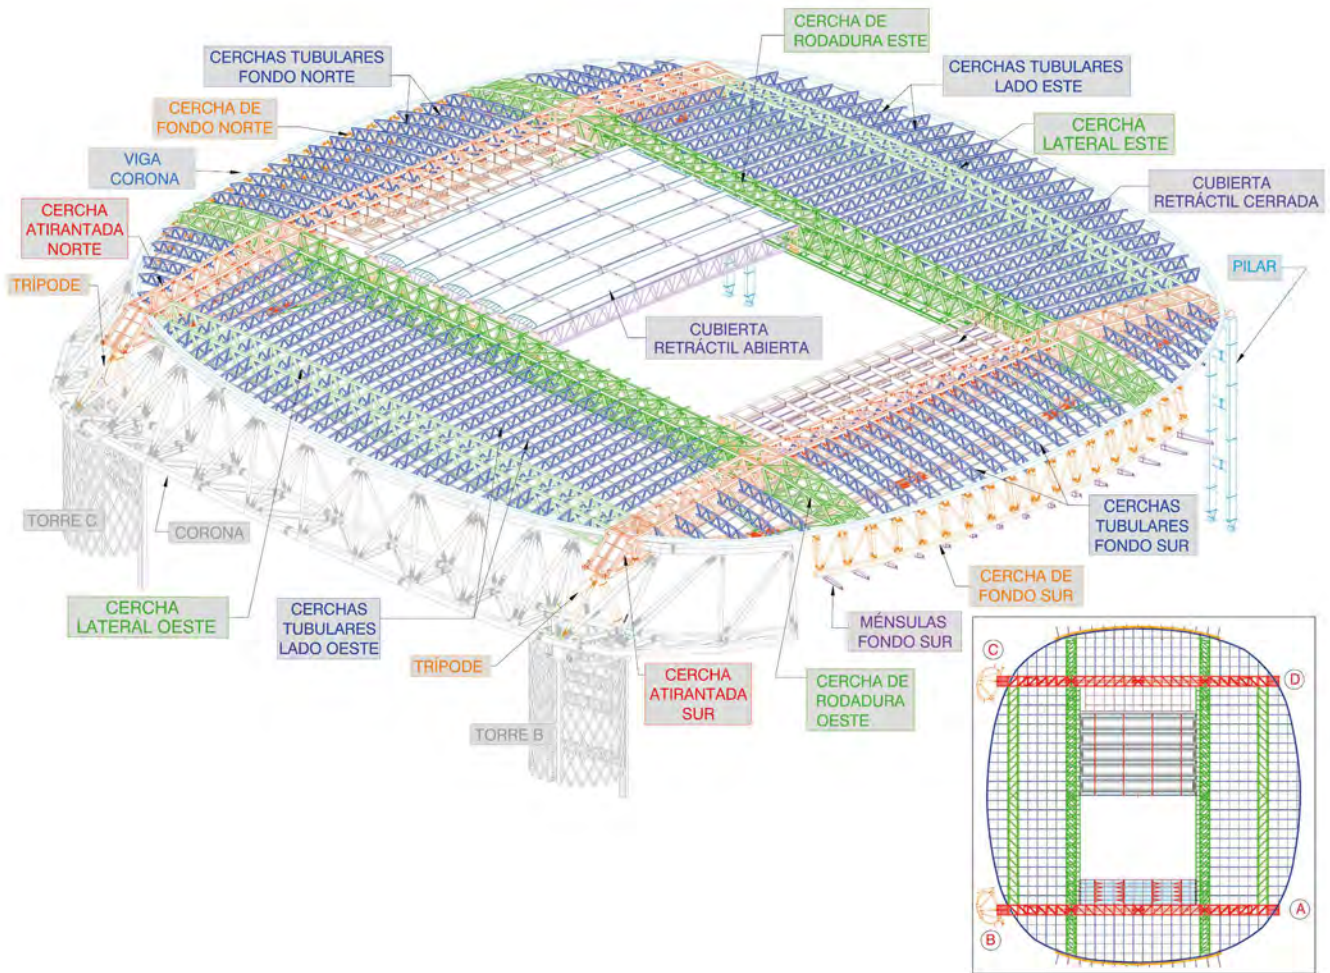 CERCHA DE
RODADURA ESTE
CERCHAS TUBULARES
FONDO NORTE
CERCHAS TUBULARES
LADO ESTE
CERCHA DE
FONDO NORTE
CERCHA
LATERAL ESTE
VIGA
CORONA
CUBIERTA
RETRÁCTIL CERRADA
CERCHA
ATIRANTADA
NORTE
TRÍPODE
PILAR
CUBIERTA
RETRÁCTIL ABIERTA
TORRE C
CORONA
CERCHAS
TUBULARES
FONDO SUR
CERCHA DE
FONDO SUR
CERCHA
LATERAL OESTE
CERCHAS
TUBULARES
LADO OESTE
MÉNSULAS
FONDO SUR
TRÍPODE
CERCHA
ATIRANTADA
SUR
CERCHA DE
RODADURA
OESTE
TORRE B
C
D
A
B